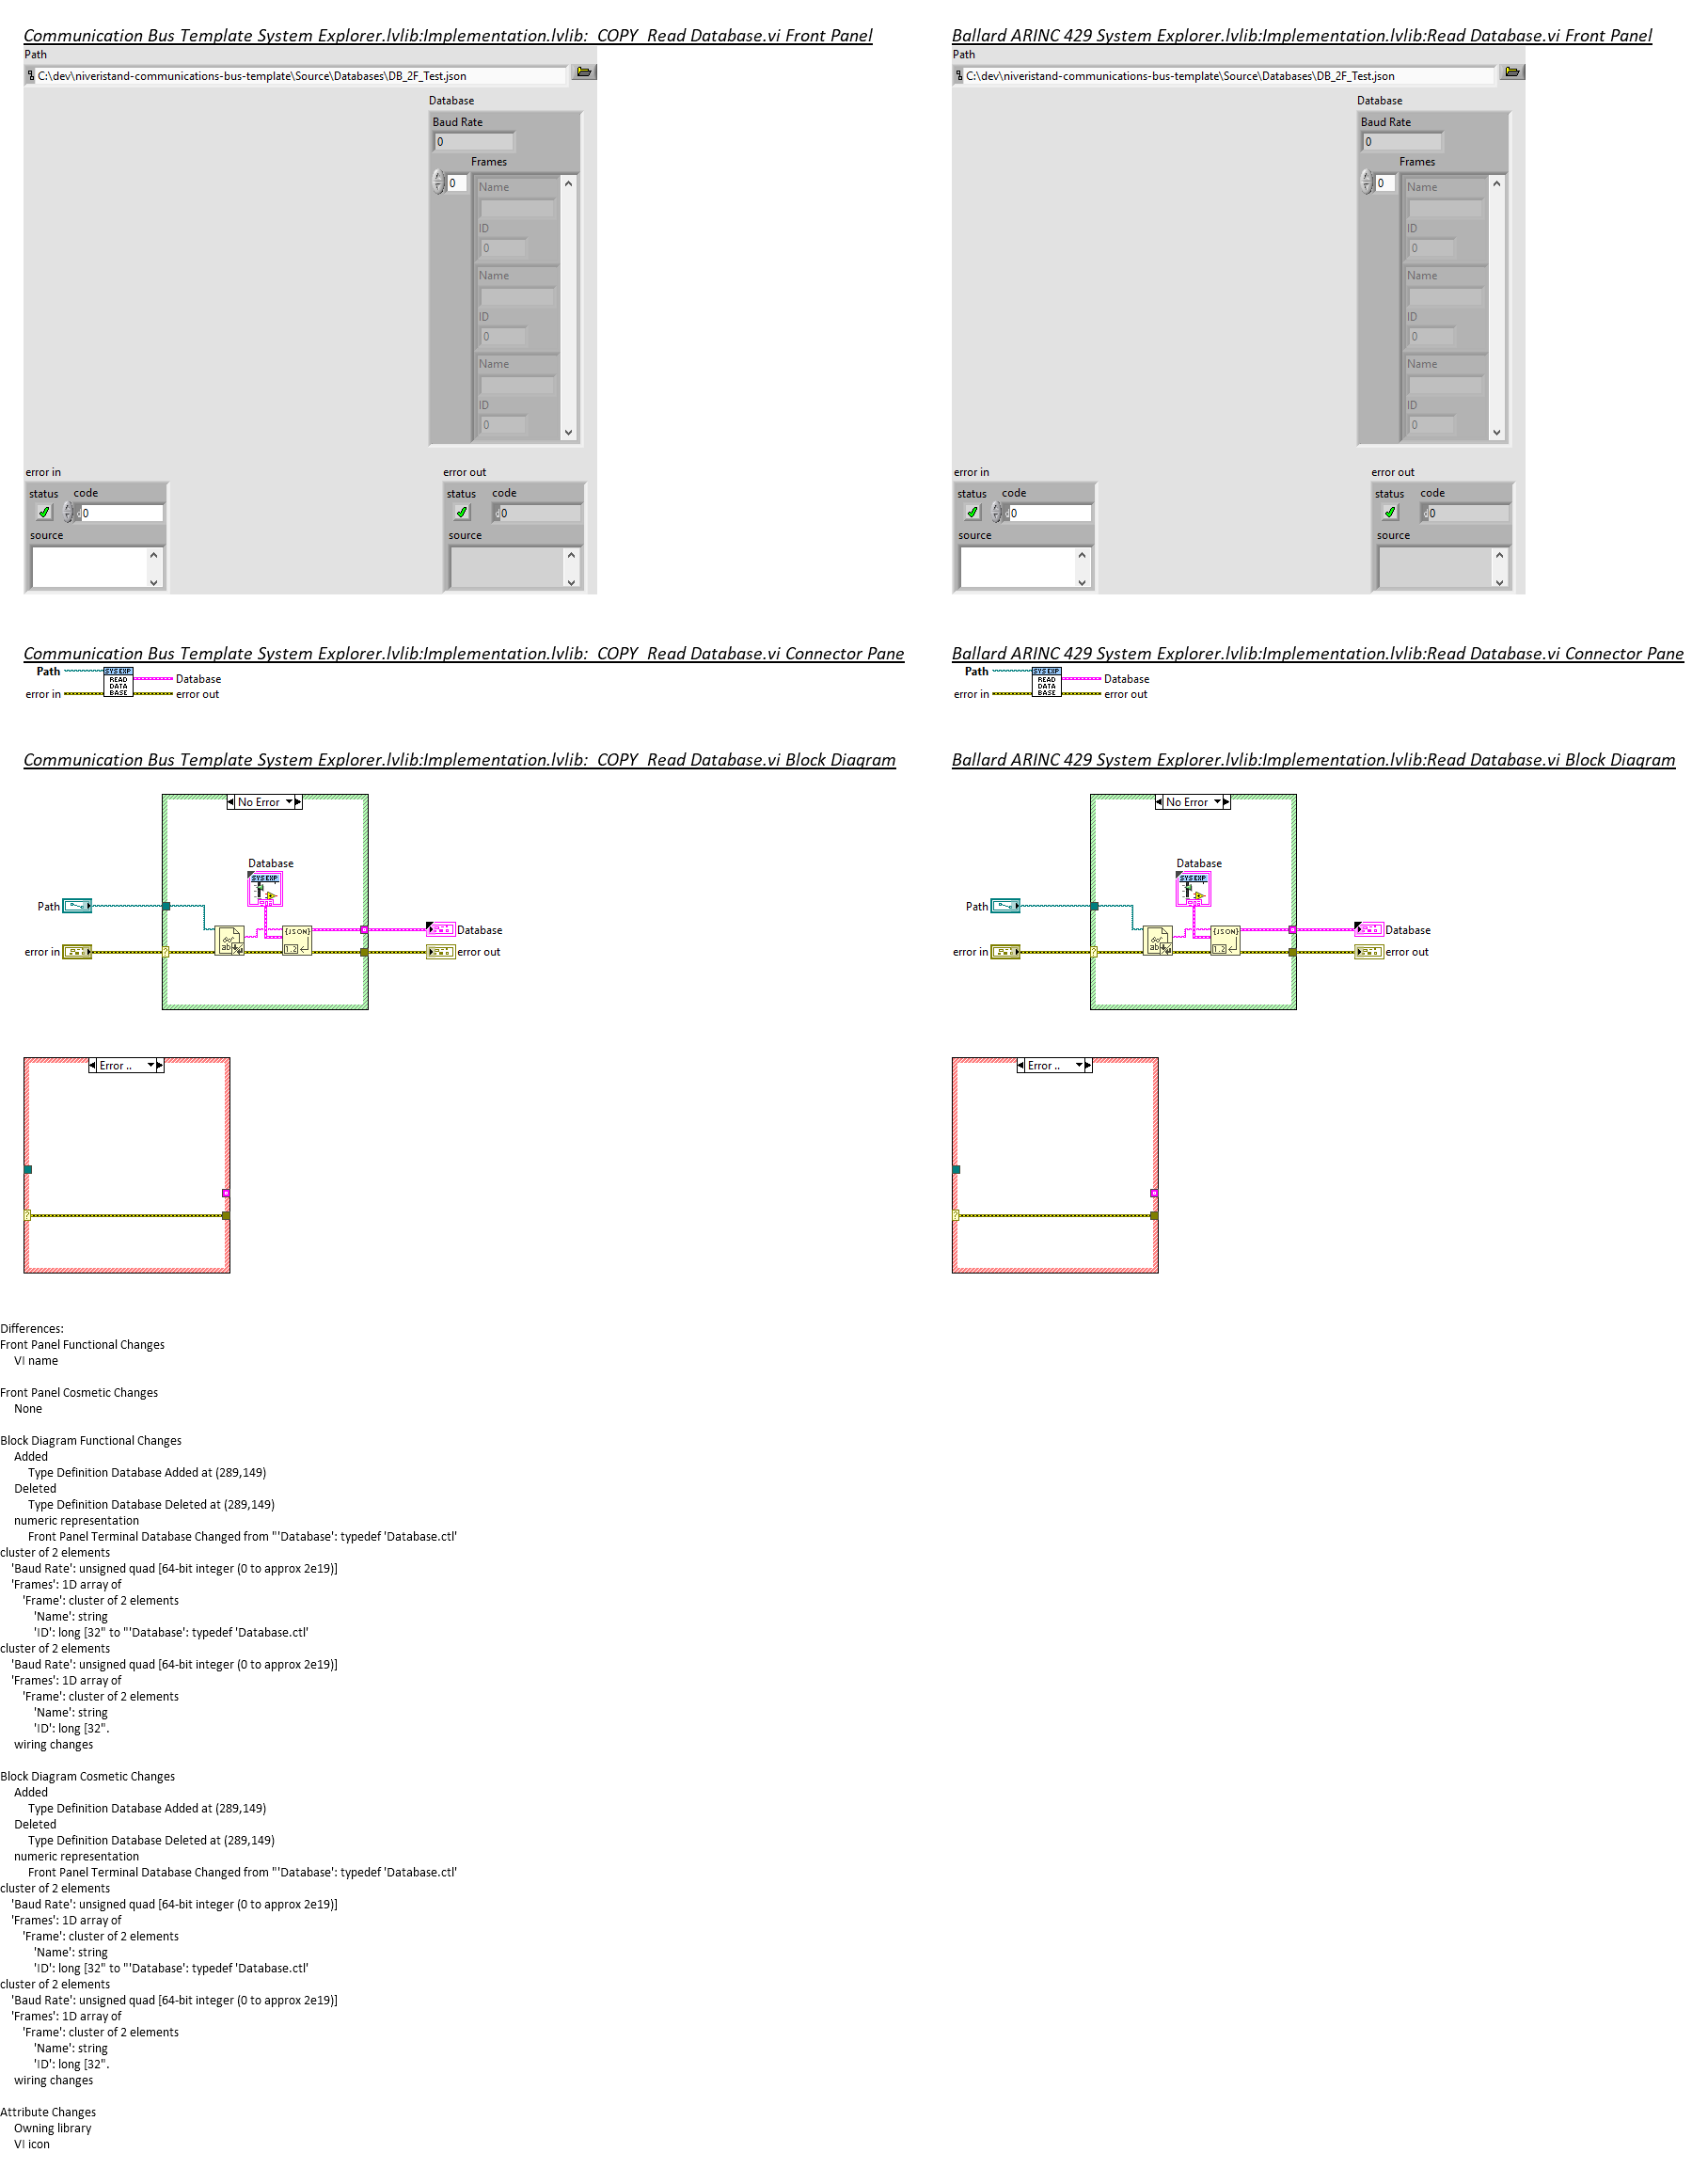 Communication Bus Template System Explorer.lvlib:Implementation.lvlib:  COPY  Read Database.vi Front Panel
Path
C:\dev\niveristand-communications-bus-template\Source\Databases\DB_2F_Test.json
Database
Baud Rate
0
Frames
0
Name
ID
0
Name
ID
0
Name
ID
0
error in
status code
0
source
error out
status code
0
source
Ballard ARINC 429 System Explorer.lvlib:Implementation.lvlib:Read Database.vi Front Panel
Path
C:\dev\niveristand-communications-bus-template\Source\Databases\DB_2F_Test.json
Database
Baud Rate
0
Frames
0
Name
ID
0
Name
ID
0
Name
ID
0
error in
status code
0
source
error out
status code
0
source
Communication Bus Template System Explorer.lvlib:Implementation.lvlib:  COPY  Read Database.vi Connector Pane
Path
SYS EXP
READ
DATA
BASE
Database
error in
error out
Ballard ARINC 429 System Explorer.lvlib:Implementation.lvlib:Read Database.vi Connector Pane
Path
SYS EXP
READ
DATA
BASE
Database
error in
error out
Communication Bus Template System Explorer.lvlib:Implementation.lvlib:  COPY  Read Database.vi Block Diagram
No Error
Database
SYS EXP
Path
{JSON}
1.2
abc
Database
error in
error out
Error ..
Ballard ARINC 429 System Explorer.lvlib:Implementation.lvlib:Read Database.vi Block Diagram
No Error
Database
SYS EXP
Path
{JSON}
1.2
abc
Database
error in
error out
Error ..
Differences:
Front Panel Functional Changes
VI name
Front Panel Cosmetic Changes
None
Block Diagram Functional Changes
Added
Type Definition Database Added at (289,149)
Deleted
Type Definition Database Deleted at (289,149)
numeric representation
Front Panel Terminal Database Changed from "'Database': typedef 'Database.ctl'
cluster of 2 elements
'Baud Rate': unsigned quad [64-bit integer (0 to approx 2e19)]
'Frames': 1D array of
'Frame': cluster of 2 elements
'Name': string
'ID': long [32" to "'Database': typedef 'Database.ctl'
cluster of 2 elements
'Baud Rate': unsigned quad [64-bit integer (0 to approx 2e19)]
'Frames': 1D array of
'Frame': cluster of 2 elements
'Name': string
'ID': long [32".
wiring changes
Block Diagram Cosmetic Changes
Added
Type Definition Database Added at (289,149)
Deleted
Type Definition Database Deleted at (289,149)
numeric representation
Front Panel Terminal Database Changed from "'Database': typedef 'Database.ctl'
cluster of 2 elements
'Baud Rate': unsigned quad [64-bit integer (0 to approx 2e19)]
'Frames': 1D array of
'Frame': cluster of 2 elements
'Name': string
'ID': long [32" to "'Database': typedef 'Database.ctl'
cluster of 2 elements
'Baud Rate': unsigned quad [64-bit integer (0 to approx 2e19)]
'Frames': 1D array of
'Frame': cluster of 2 elements
'Name': string
'ID': long [32".
wiring changes
Attribute Changes
Owning library
VI icon